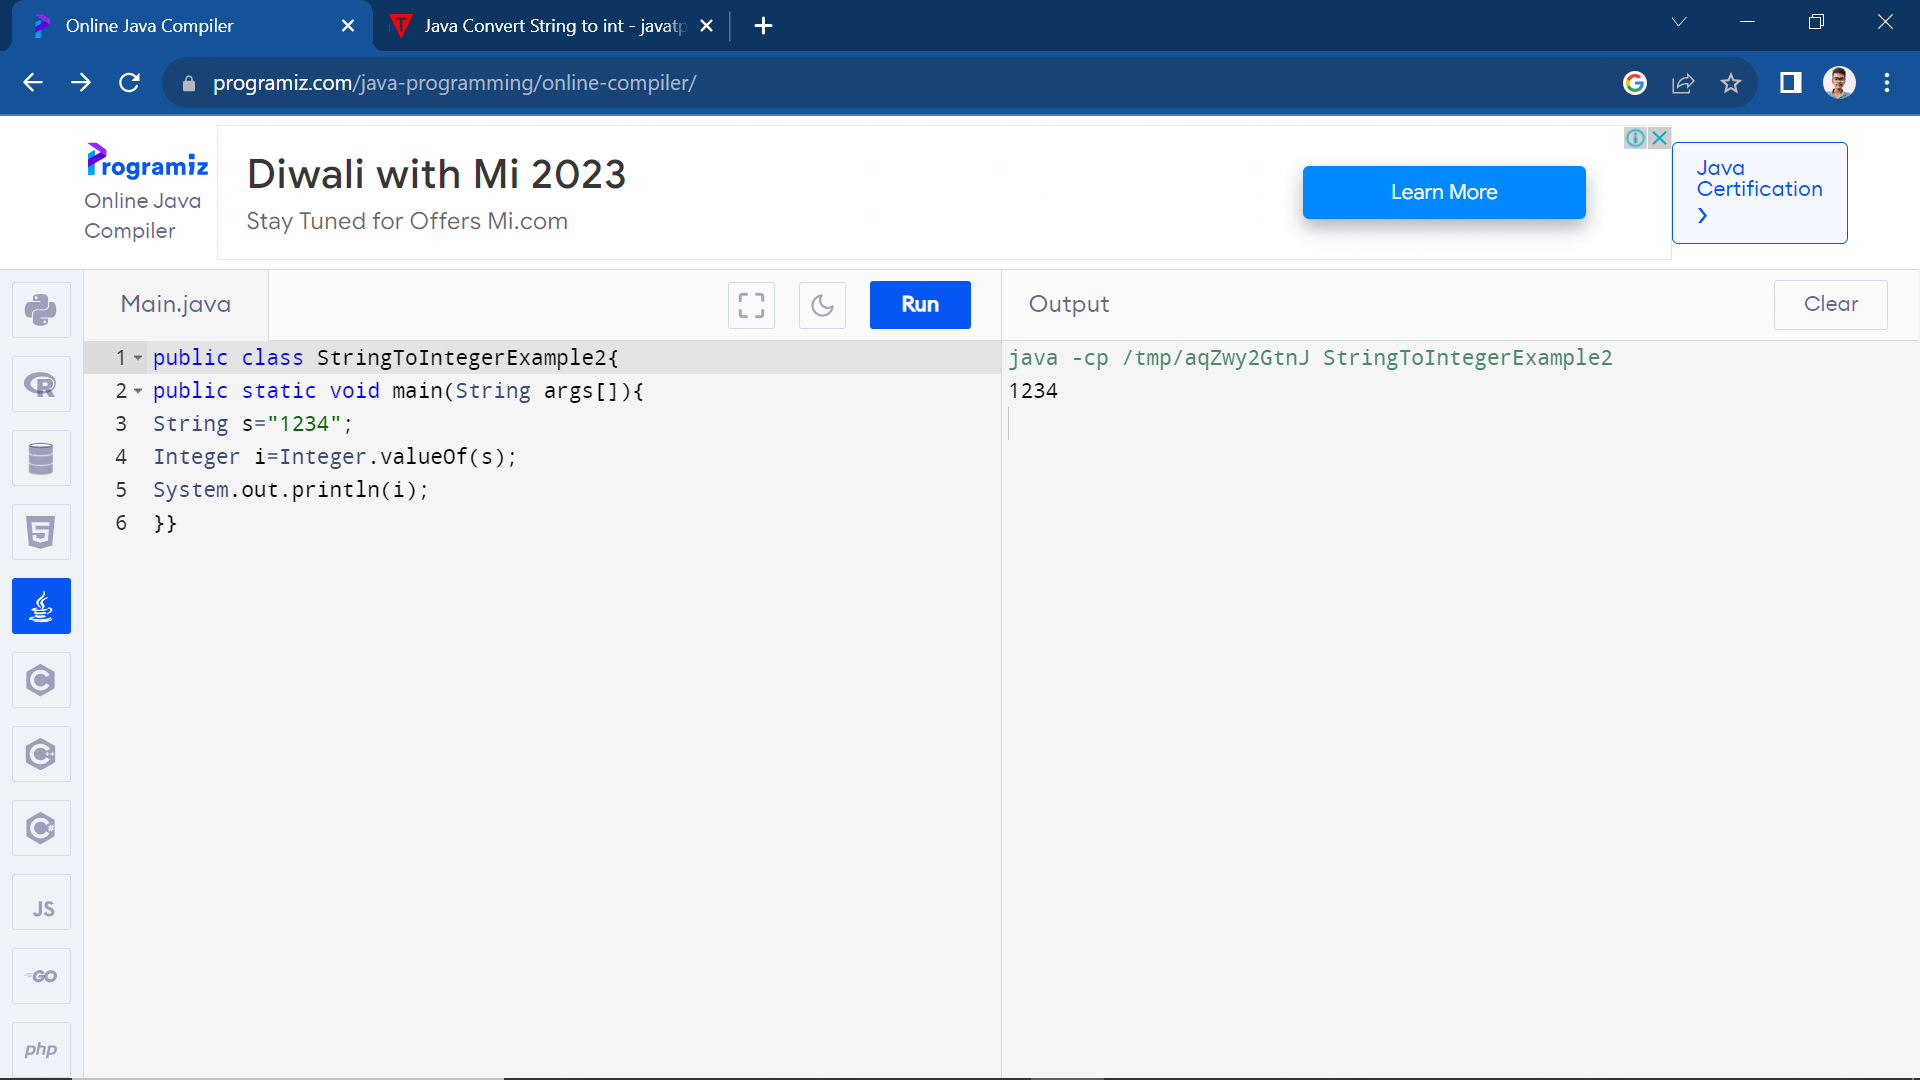 Online Java Compiler
Java Convert String to int - javatp
programiz.com/java-programming/online-compiler/
Programiz
Online Java
Compiler
Diwali with Mi 2023
Stay Tuned for Offers Mi.com
Learn More
Java
Certification
Main.java
Run
Output
Clear
1 public class StringToIntegerExample2{
2 public static void main(String args[]){
3 String s="1234";
4 Integer i=Integer.valueOf(s);
5 System.out.println(i);
6 }}
java -cp /tmp/aqZwy2GtnJ StringToIntegerExample2
1234
JS
GO
php